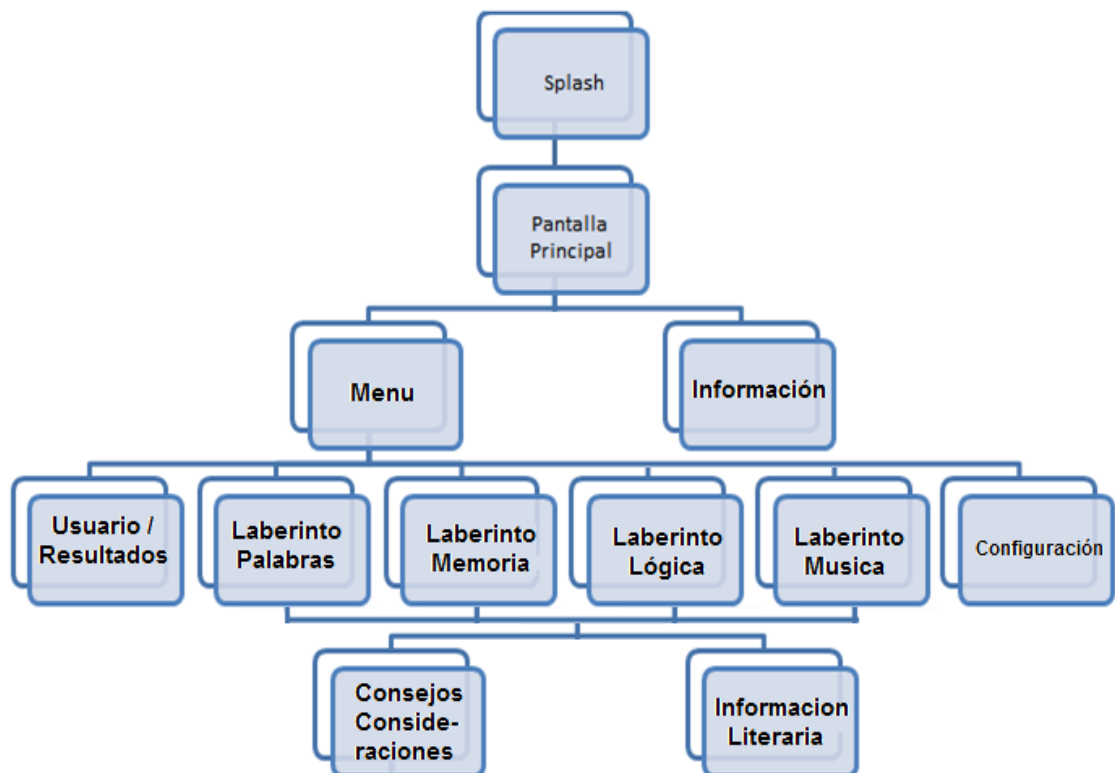 Splash
Pantalla
Principal
Menu
Información
Usuario /
Resultados
Laberinto
Palabras
Laberinto
Memoria
Laberinto
Lógica
Laberinto
Musica
Configuración
Consejos
Conside-
raciones
Informacion
Literaria